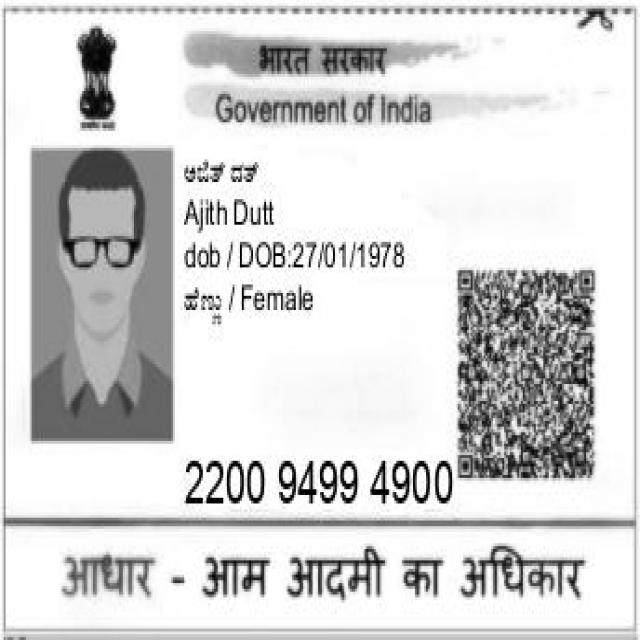 भारत सरकार
Government of India
ಅಜಿತ್ ದತ್
Ajith Dutt
dob / DOB:27/01/1978
ಹೆಣ್ಣು / Female
2200 9499 4900
आधार - आम आदमी का अधिकार